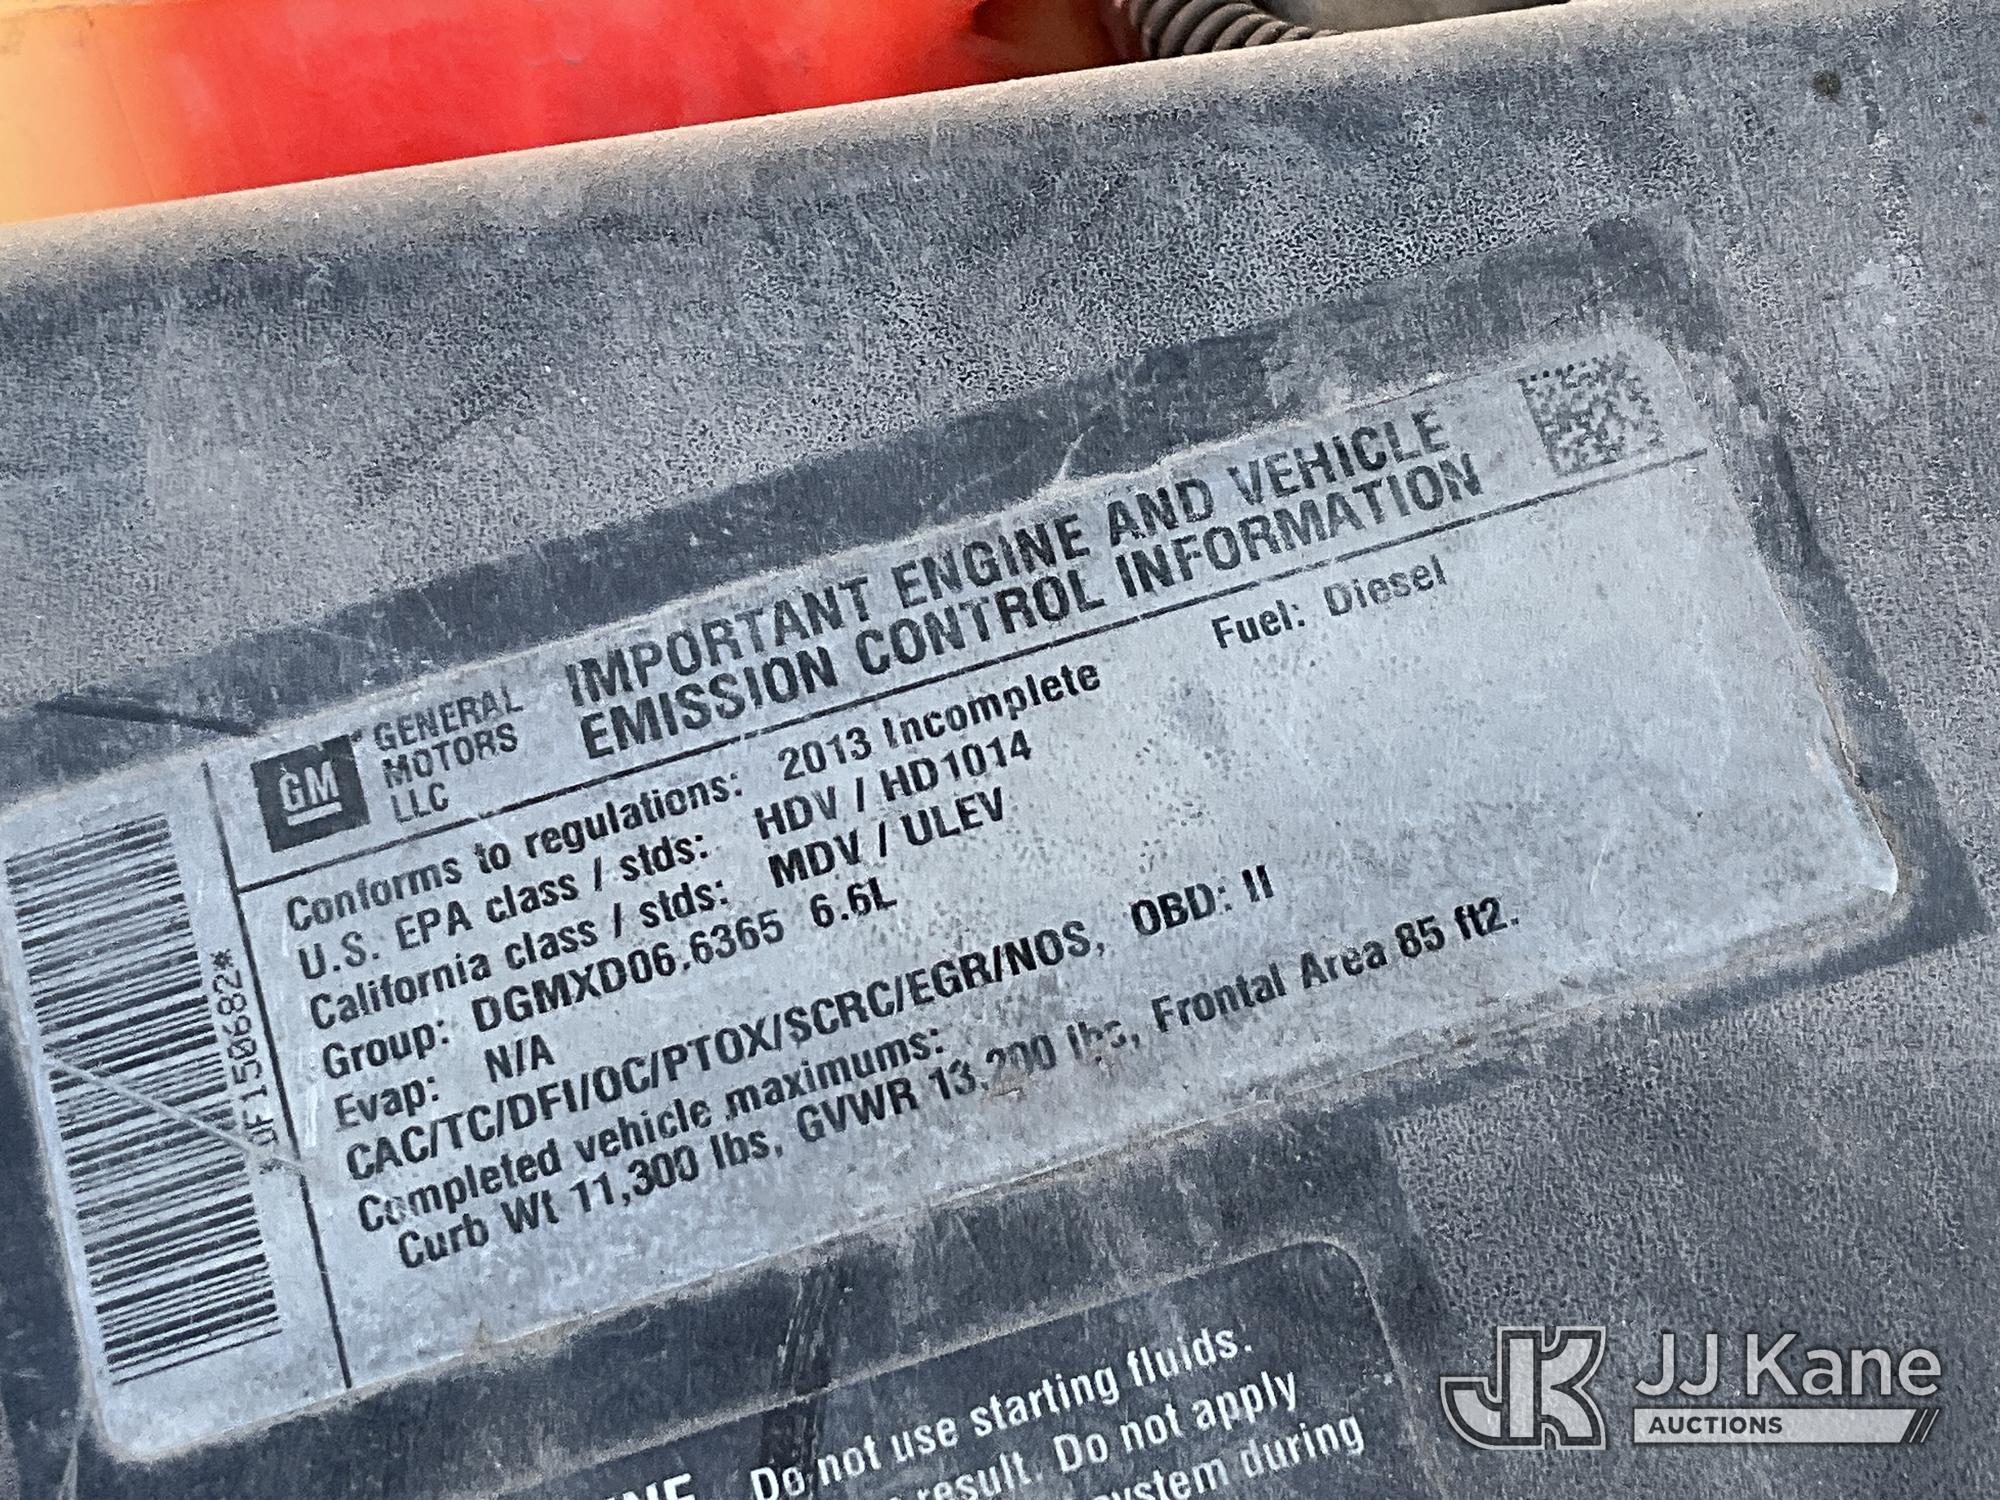 GM
GENERAL
MOTORS
LLC
IMPORTANT ENGINE AND VEHICLE
EMISSION CONTROL INFORMATION
Conforms to regulations: 2013 Incomplete Fuel: Diesel
U.S. EPA class / stds: HDV / HD1014
California class / stds: MDV / ULEV
Group: DGMXD06.6365 6.6L
Evap: N/A
CAC/TC/DFI/OC/PTOX/SCRC/EGR/NOS, OBD: II
Completed vehicle maximums:
Curb Wt 11,300 lbs, GVWR 13,200 lbs, Frontal Area 85 ft2.
Do not use starting fluids.
result. Do not apply
during
JK
JJ Kane
AUCTIONS